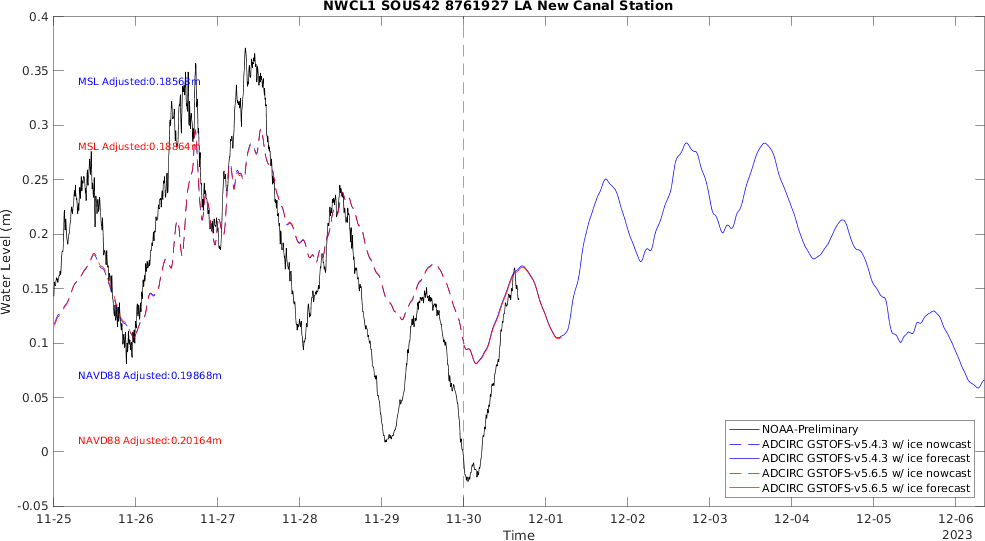 NWCL1 SOUS42 8761927 LA New Canal Station
0.4
0.35
0.3
0.25
0.2
0.15
0.1
0.05
0
-0.05
Water Level (m)
MSL Adjusted:0.18568m
MSL Adjusted:0.18864m
NAVD88 Adjusted:0.19868m
NAVD88 Adjusted:0.20164m
NOAA-Preliminary
ADCIRC GSTOFS-v5.4.3 w/ ice nowcast
ADCIRC GSTOFS-v5.4.3 w/ ice forecast
ADCIRC GSTOFS-v5.6.5 w/ ice nowcast
ADCIRC GSTOFS-v5.6.5 w/ ice forecast
11-25 11-26 11-27 11-28 11-29 11-30 12-01 12-02 12-03 12-04 12-05 12-06
Time
2023